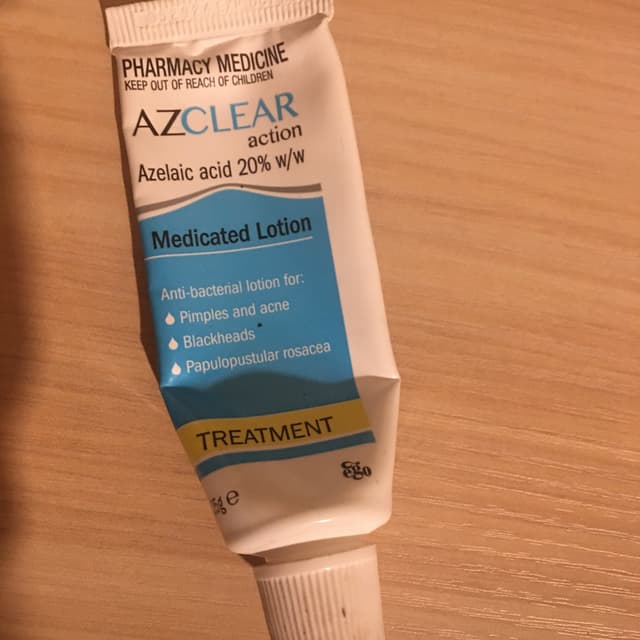 PHARMACY MEDICINE
KEEP OUT OF REACH OF CHILDREN
AZCLEAR
action
Azelaic acid 20% w/w
Medicated Lotion
Anti-bacterial lotion for:
Pimples and acne
Blackheads
Papulopustular rosacea
TREATMENT
ego